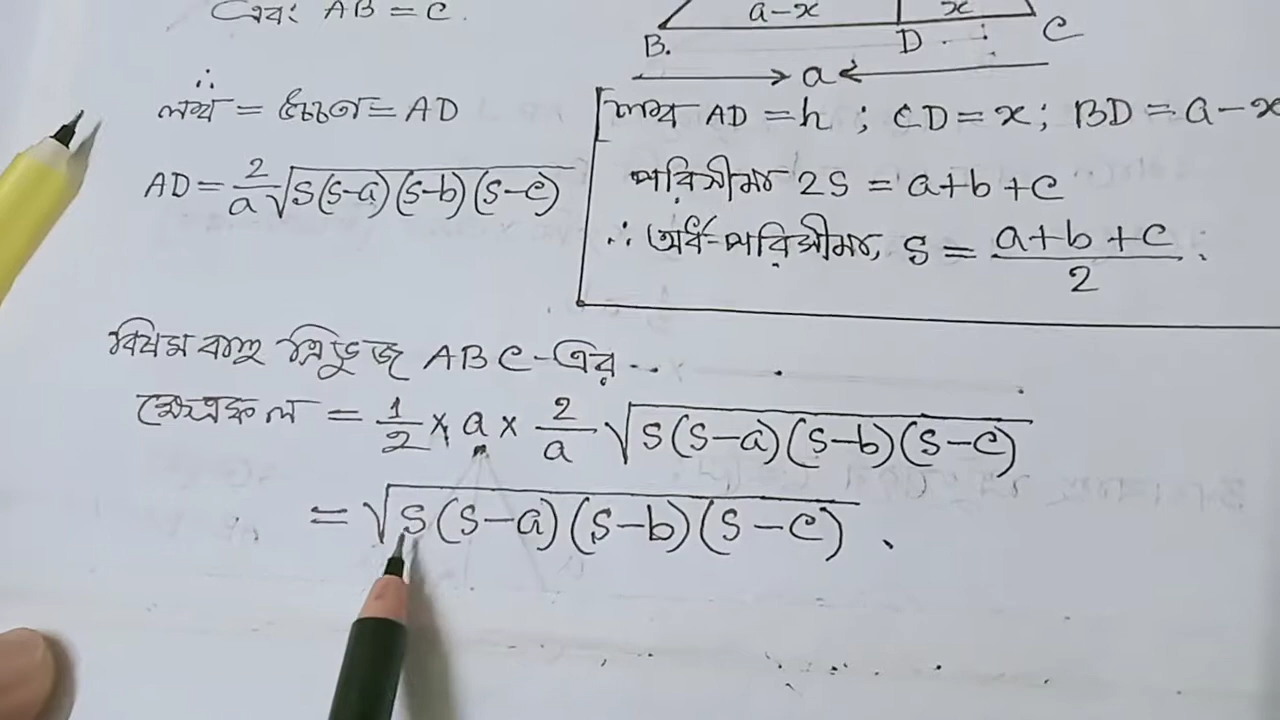 এবং AB = c.
a-x x
B. D C
a
∴
লম্ব = উচ্চতা = AD
লম্ব AD = h ; CD = x ; BD = a - x
AD = 2/a √s(s-a)(s-b)(s-c)
পরিসীমা 2s = a+b+c
∴ অর্ধ-পরিসীমা, s = a+b+c / 2
বিষম বাহু ত্রিভুজ ABC-এর..
ক্ষেত্রফল = 1/2 × a × 2/a √s(s-a)(s-b)(s-c)
= √s(s-a)(s-b)(s-c)